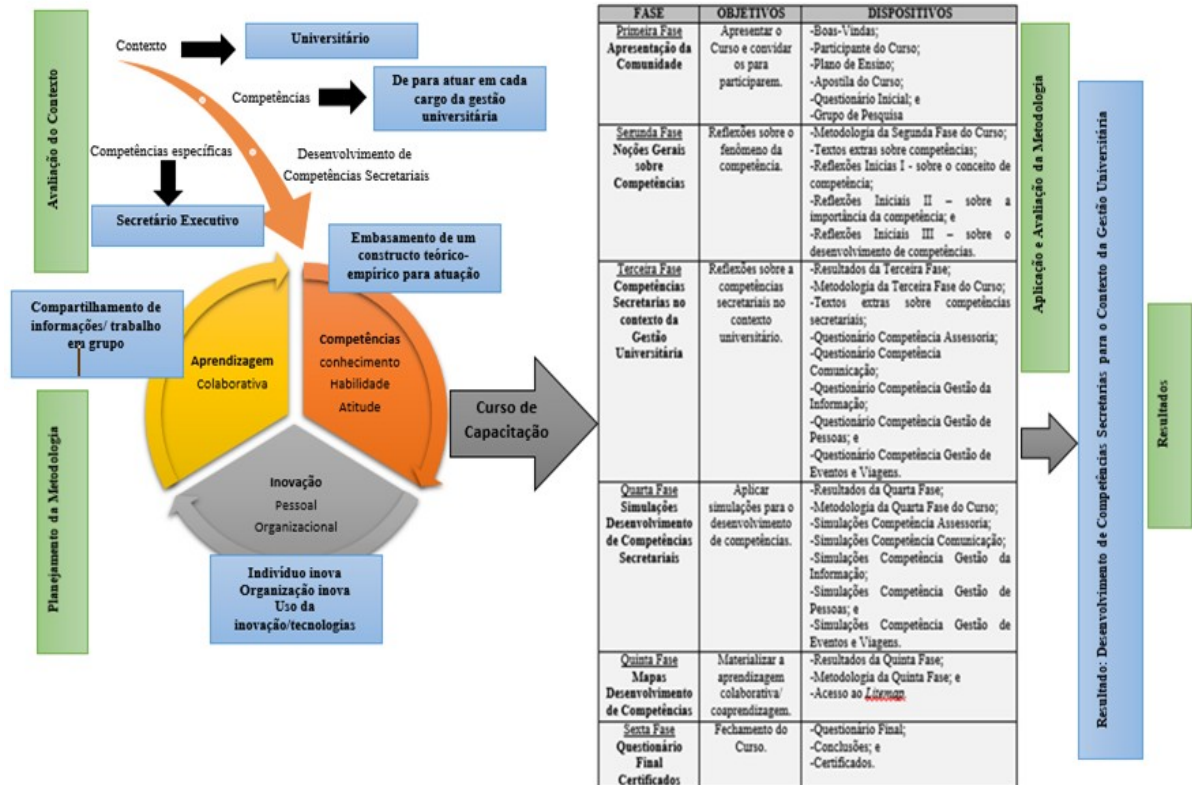 Avaliação do Contexto
Contexto
Universitário
Competências
De para atuar em cada
cargo da gestão
universitária
Competências específicas
Desenvolvimento de
Competências Secretariais
Secretário Executivo
Embasamento de um
constructo teórico-
empírico para atuação
Compartilhamento de
informações/ trabalho
em grupo
Aprendizagem
Colaborativa
Competências
conhecimento
Habilidade
Atitude
Inovação
Pessoal
Organizacional
Indivíduo inova
Organização inova
Uso da
inovação/tecnologias
Planejamento da Metodologia
Curso de
Capacitação
FASE OBJETIVOS DISPOSITIVOS
Primeira Fase
Apresentação da
Comunidade
Apresentar o
Curso e convidar
os para
participarem.
-Boas-Vindas;
-Participante do Curso;
-Plano de Ensino;
-Apostila do Curso;
-Questionário Inicial; e
-Grupo de Pesquisa
Segunda Fase
Noções Gerais
sobre
Competências
Reflexões sobre o
fenômeno da
competência.
-Metodologia da Segunda Fase do Curso;
-Textos extras sobre competências;
-Reflexões Inicias I - sobre o conceito de
competência;
-Reflexões Iniciais II – sobre a
importância da competência; e
-Reflexões Iniciais III – sobre o
desenvolvimento de competências.
Terceira Fase
Competências
Secretarias no
contexto da
Gestão
Universitária
Reflexões sobre a
competências
secretariais no
contexto
universitário.
-Resultados da Terceira Fase;
-Metodologia da Terceira Fase do Curso;
-Textos extras sobre competências
secretariais;
-Questionário Competência Assessoria;
-Questionário Competência
Comunicação;
-Questionário Competência Gestão da
Informação;
-Questionário Competência Gestão de
Pessoas; e
-Questionário Competência Gestão de
Eventos e Viagens.
Quarta Fase
Simulações
Desenvolvimento
de Competências
Secretariais
Aplicar
simulações para o
desenvolvimento
de competências.
-Resultados da Quarta Fase;
-Metodologia da Quarta Fase do Curso;
-Simulações Competência Assessoria;
-Simulações Competência Comunicação;
-Simulações Competência Gestão da
Informação;
-Simulações Competência Gestão de
Pessoas; e
-Simulações Competência Gestão de
Eventos e Viagens.
Quinta Fase
Mapas
Desenvolvimento
de Competências
Materializar a
aprendizagem
colaborativa/
coaprendizagem.
-Resultados da Quinta Fase;
-Metodologia da Quinta Fase; e
-Acesso ao Litemap.
Sexta Fase
Questionário
Final
Certificados
Fechamento do
Curso.
-Questionário Final;
-Conclusões; e
-Certificados.
Aplicação e Avaliação da Metodologia
Resultado: Desenvolvimento de Competências Secretarias para o Contexto da Gestão Universitária
Resultados